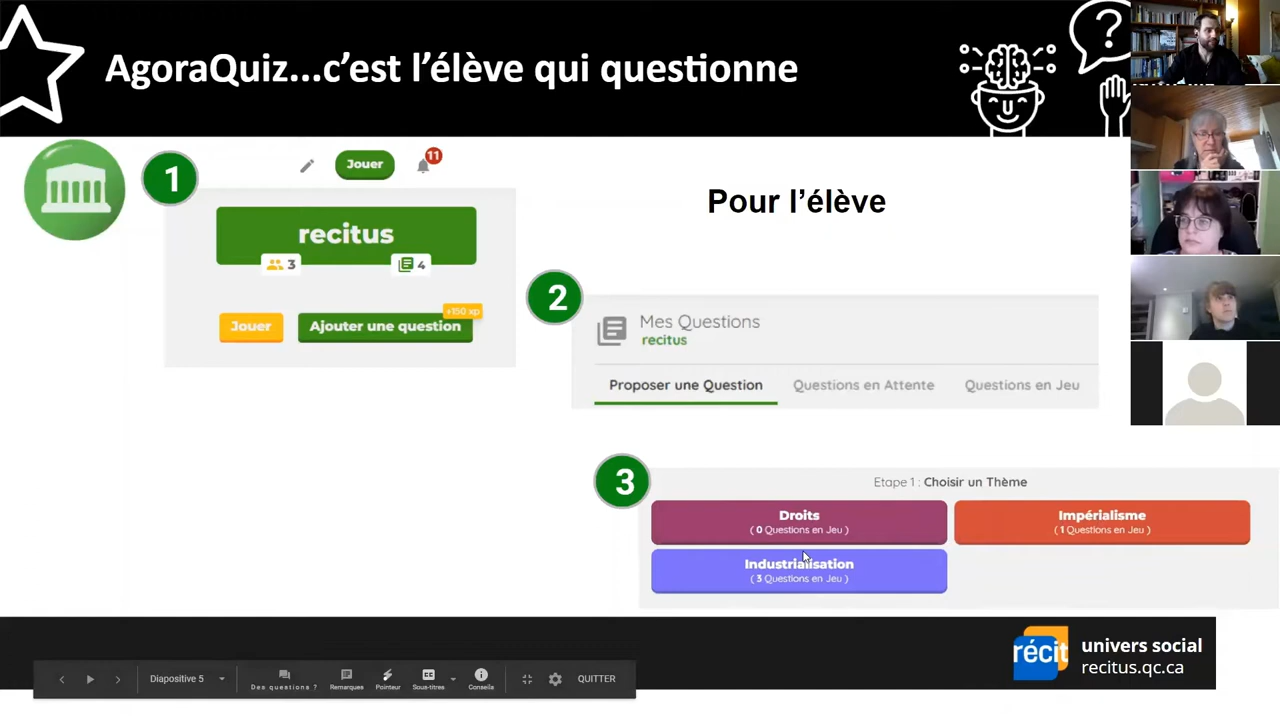 AgoraQuiz...c’est l’élève qui questionne
?
1
Jouer
11
recitus
3
4
Jouer
Ajouter une question
+150 xp
Pour l’élève
2
Mes Questions
recitus
Proposer une Question
Questions en Attente
Questions en Jeu
3
Etape 1 : Choisir un Thème
Droits
( 0 Questions en Jeu )
Impérialisme
( 1 Questions en Jeu )
Industrialisation
( 3 Questions en Jeu )
récit
univers social
recitus.qc.ca
Diapositive 5
Des questions ?
Remarques
Pointeur
Sous-titres
Conseils
QUITTER